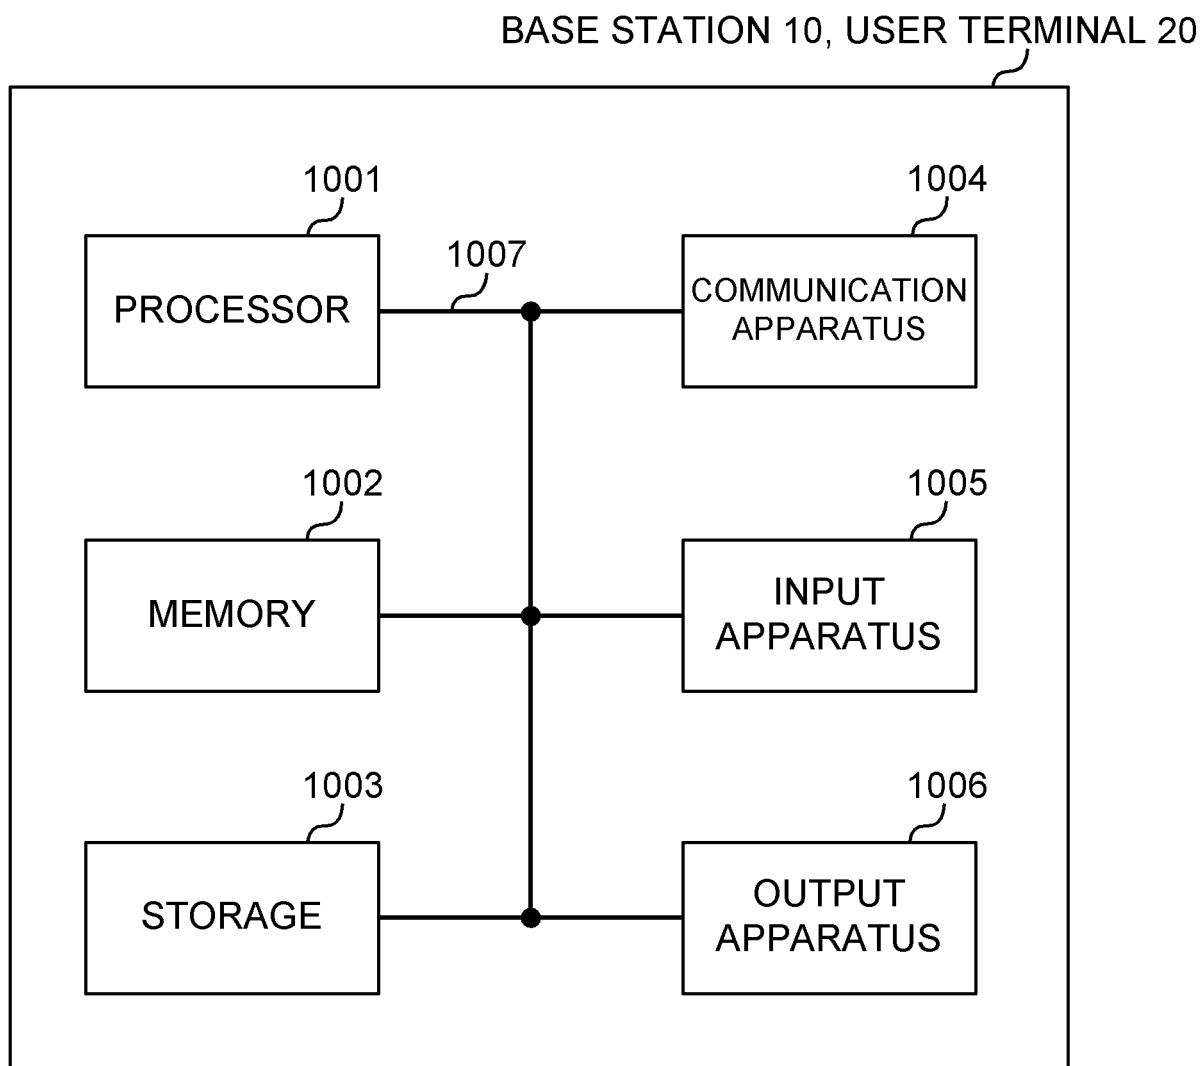 BASE STATION 10, USER TERMINAL 20
1001
PROCESSOR
1007
1004
COMMUNICATION
APPARATUS
1002
MEMORY
1005
INPUT
APPARATUS
1003
STORAGE
1006
OUTPUT
APPARATUS